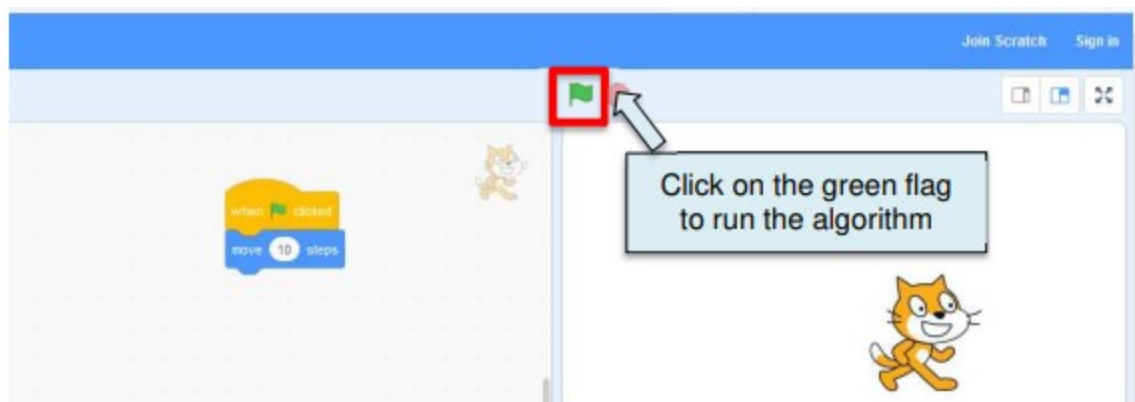 Join Scratch Sign in
Click on the green flag
to run the algorithm
when clicked
move 10 steps